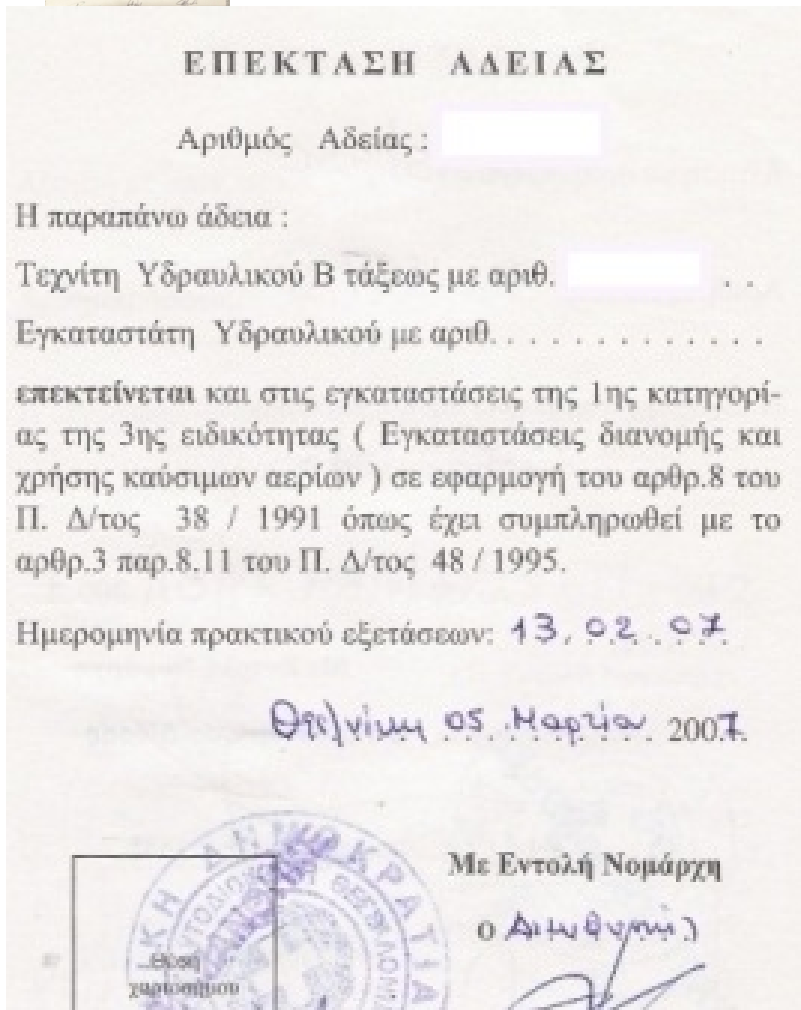 ΕΠΕΚΤΑΣΗ ΑΔΕΙΑΣ
Αριθμός Αδείας :
Η παραπάνω άδεια :
Τεχνίτη Υδραυλικού Β τάξεως με αριθ. . .
Εγκαταστάτη Υδραυλικού με αριθ. . . . . . . . . . . . . .
επεκτείνεται και στις εγκαταστάσεις της 1ης κατηγορί-
ας της 3ης ειδικότητας ( Εγκαταστάσεις διανομής και
χρήσης καύσιμων αερίων ) σε εφαρμογή του αρθρ.8 του
Π. Δ/τος 38 / 1991 όπως έχει συμπληρωθεί με το
αρθρ.3 παρ.8.11 του Π. Δ/τος 48 / 1995.
Ημερομηνία πρακτικού εξετάσεων: 13.02.07
Θεσ/νίκη 05 Μαρτίου 2007
Με Εντολή Νομάρχη
Ο Διευθυντής
Θέση
χαρτοσήμου